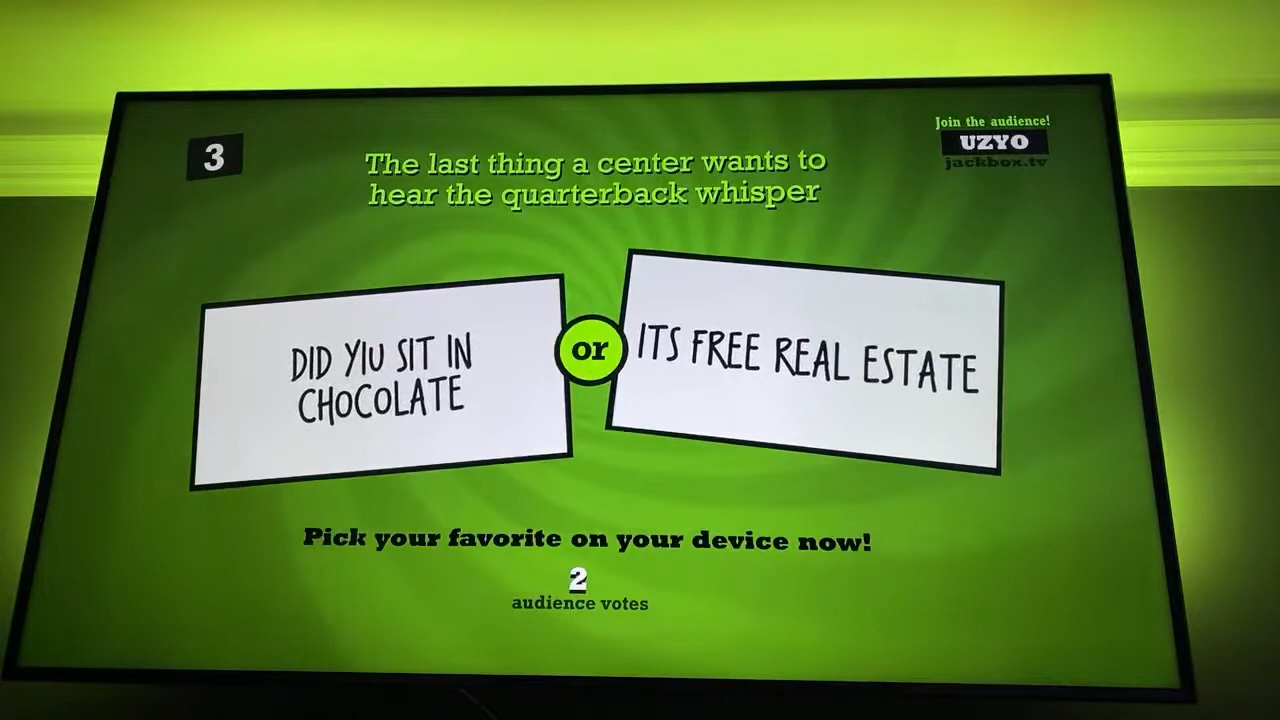 3
The last thing a center wants to
hear the quarterback whisper
Join the audience!
UZYO
jackbox.tv
DID YIU SIT IN
CHOCOLATE
or
ITS FREE REAL ESTATE
Pick your favorite on your device now!
2
audience votes